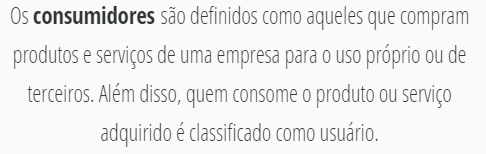 Os consumidores são definidos como aqueles que compram
produtos e serviços de uma empresa para o uso próprio ou de
terceiros. Além disso, quem consome o produto ou serviço
adquirido é classificado como usuário.